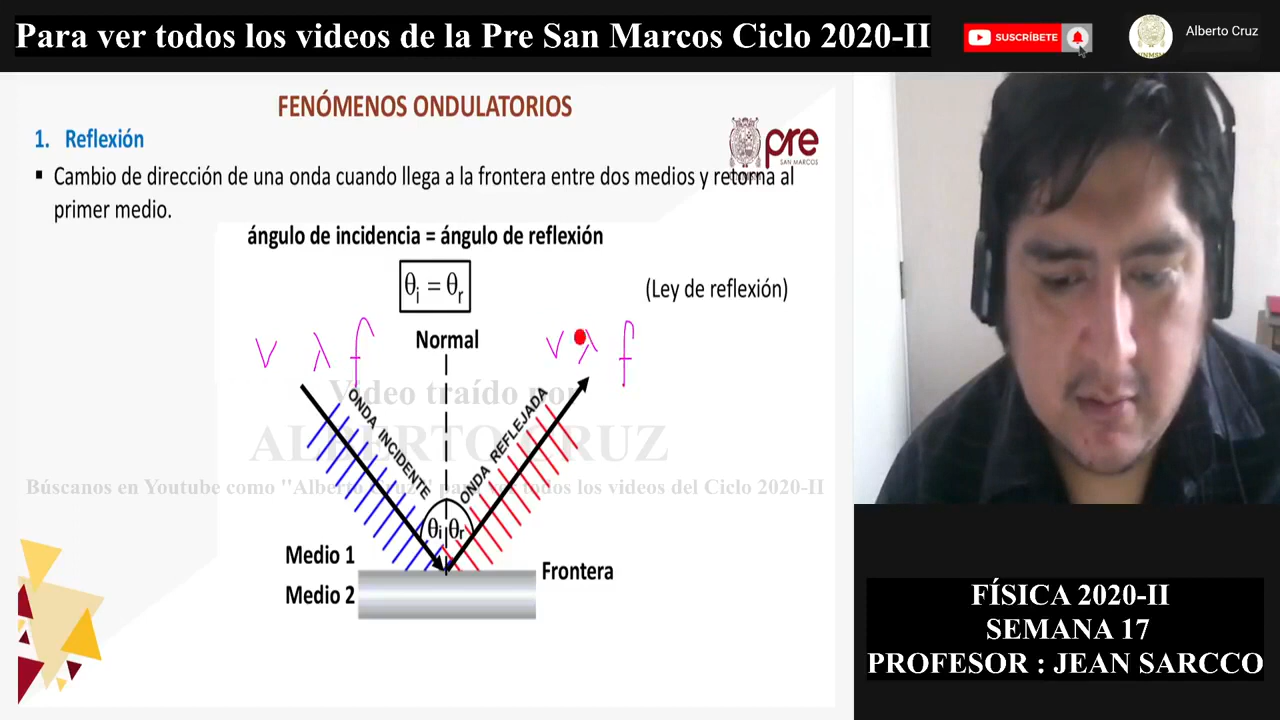 Para ver todos los videos de la Pre San Marcos Ciclo 2020-II
SUSCRÍBETE
Alberto Cruz
FENÓMENOS ONDULATORIOS
1. Reflexión
pre
SAN MARCOS
▪ Cambio de dirección de una onda cuando llega a la frontera entre dos medios y retorna al
primer medio.
ángulo de incidencia = ángulo de reflexión
θi = θr
(Ley de reflexión)
Normal
v λ f
v λ f
Video traído por
ALBERTO CRUZ
Búscanos en Youtube como "Alberto Cruz" para ver todos los videos del Ciclo 2020-II
ONDA INCIDENTE
ONDA REFLEJADA
θi θr
Medio 1
Medio 2
Frontera
FÍSICA 2020-II
SEMANA 17
PROFESOR : JEAN SARCCO